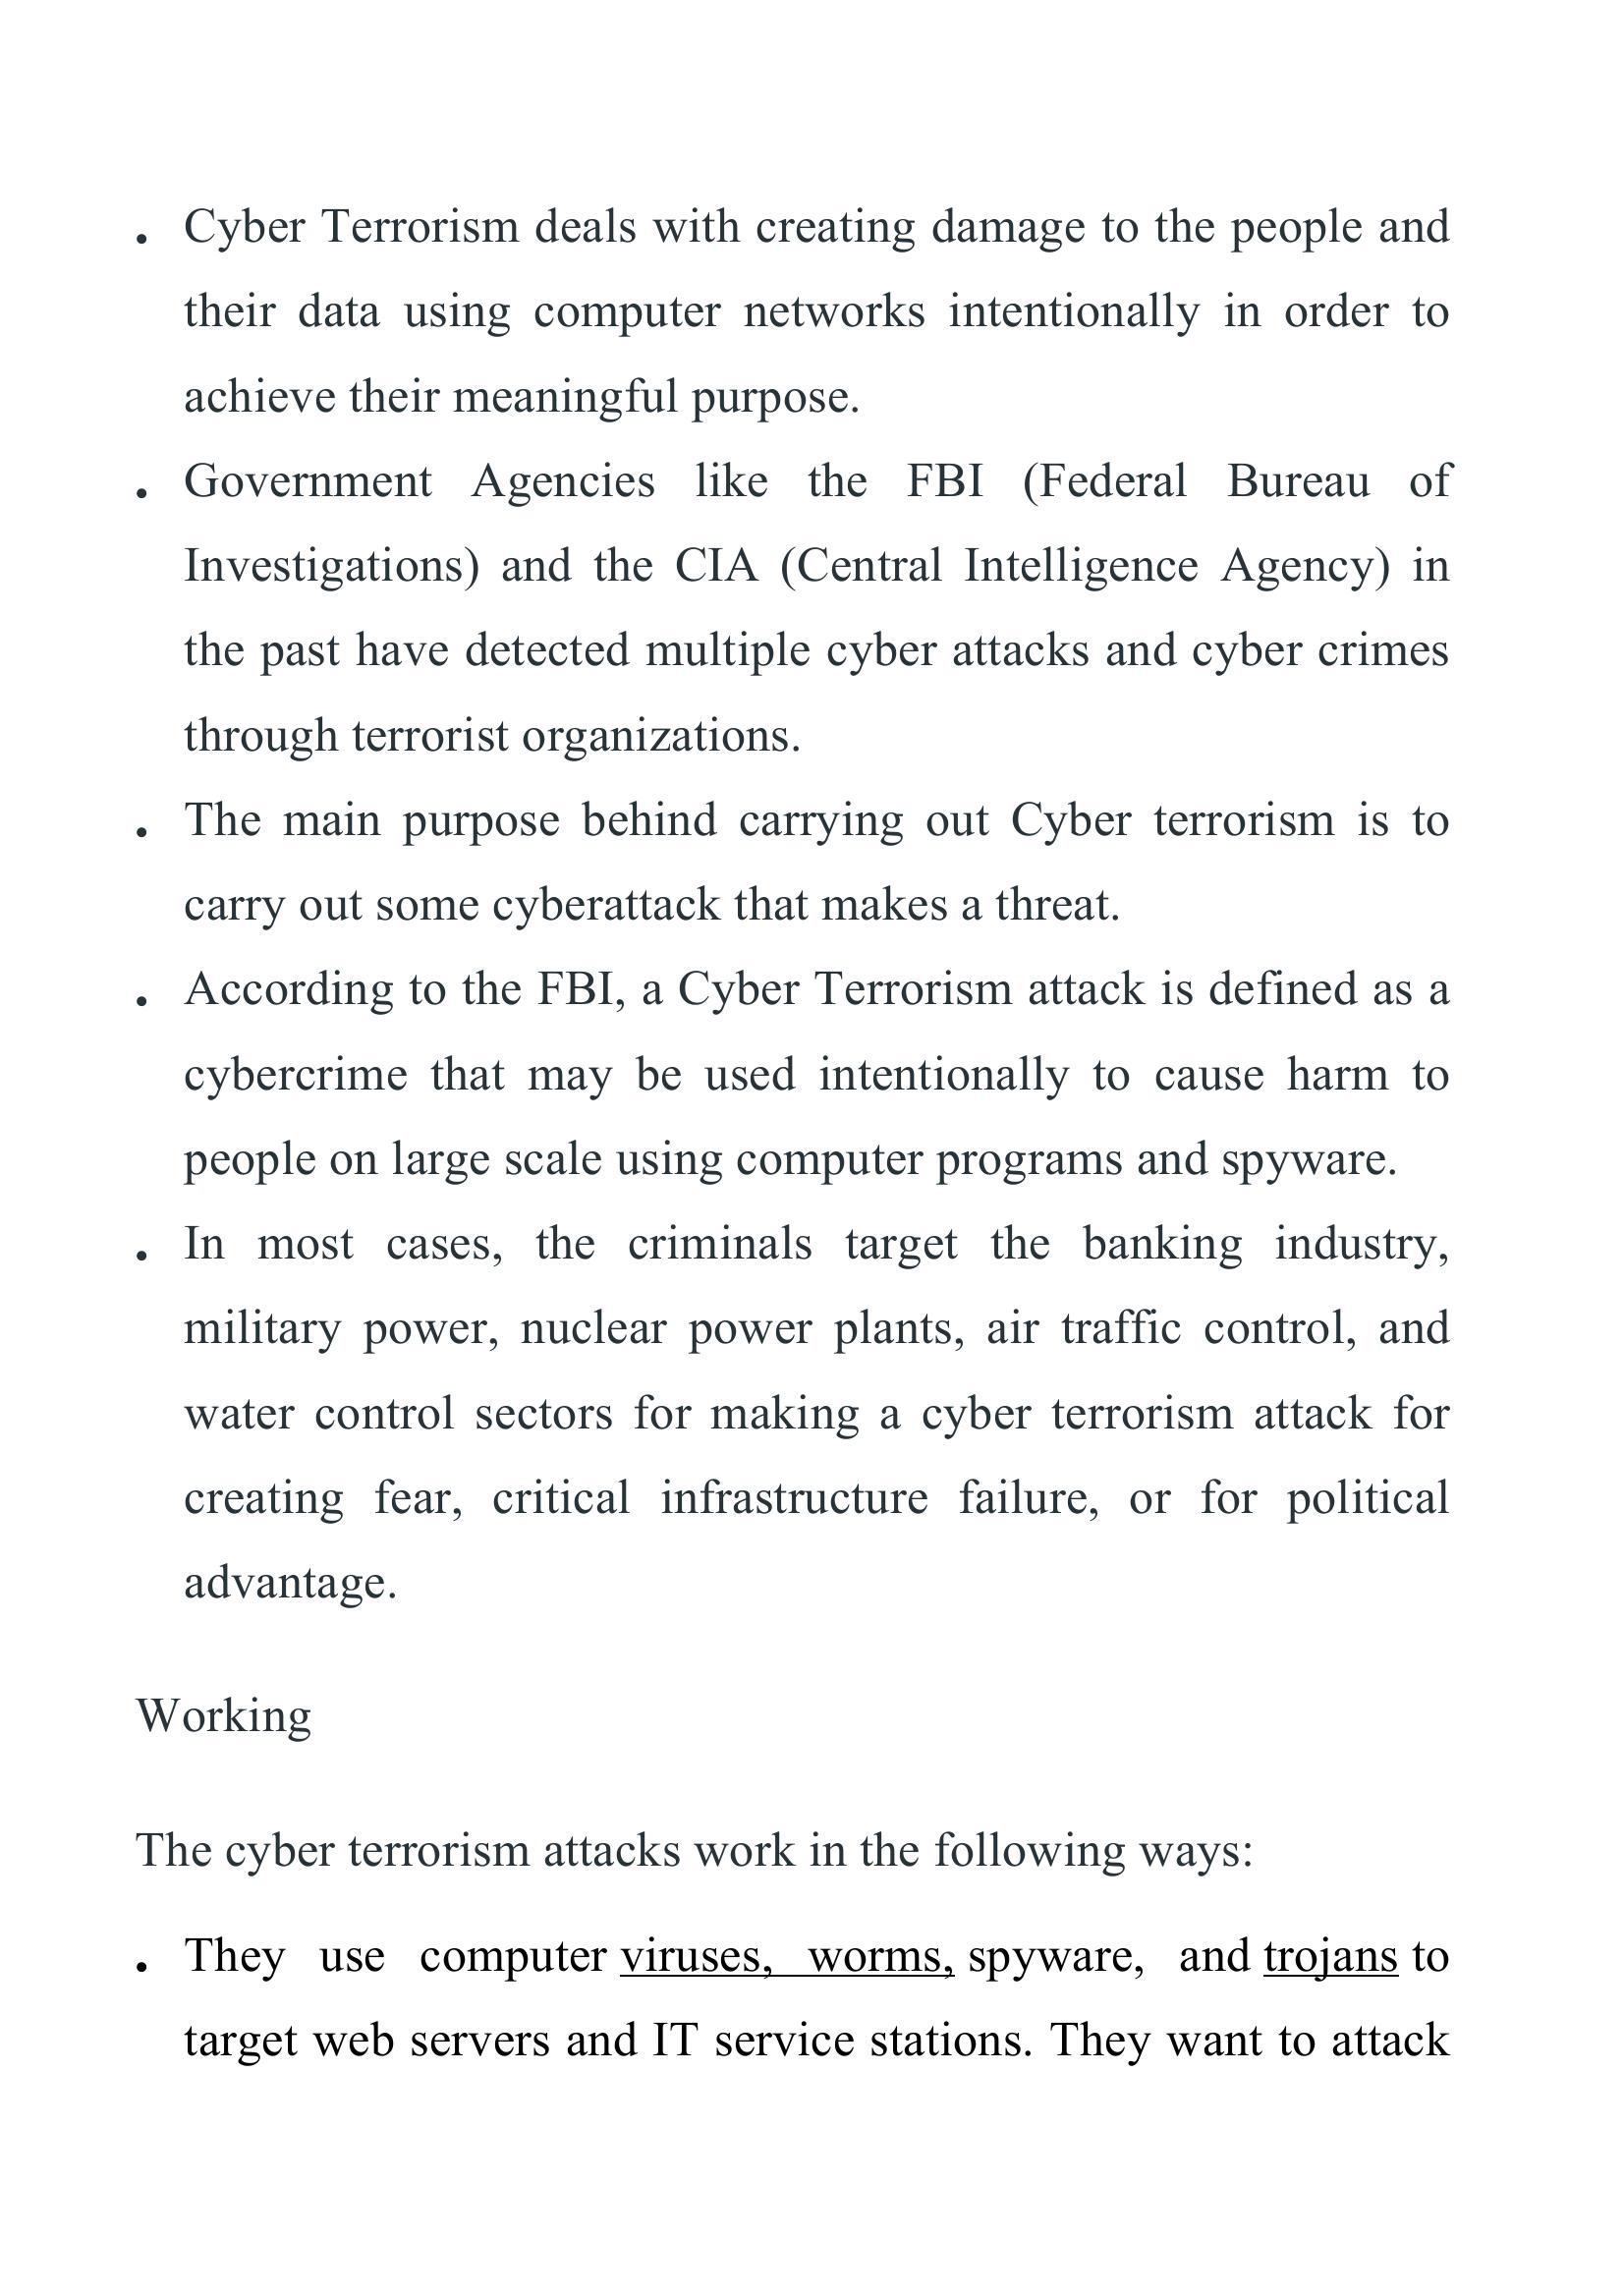 . Cyber Terrorism deals with creating damage to the people and
their data using computer networks intentionally in order to
achieve their meaningful purpose.
. Government Agencies like the FBI (Federal Bureau of
Investigations) and the CIA (Central Intelligence Agency) in
the past have detected multiple cyber attacks and cyber crimes
through terrorist organizations.
. The main purpose behind carrying out Cyber terrorism is to
carry out some cyberattack that makes a threat.
. According to the FBI, a Cyber Terrorism attack is defined as a
cybercrime that may be used intentionally to cause harm to
people on large scale using computer programs and spyware.
. In most cases, the criminals target the banking industry,
military power, nuclear power plants, air traffic control, and
water control sectors for making a cyber terrorism attack for
creating fear, critical infrastructure failure, or for political
advantage.
Working
The cyber terrorism attacks work in the following ways:
. They use computer viruses, worms, spyware, and trojans to
target web servers and IT service stations. They want to attack